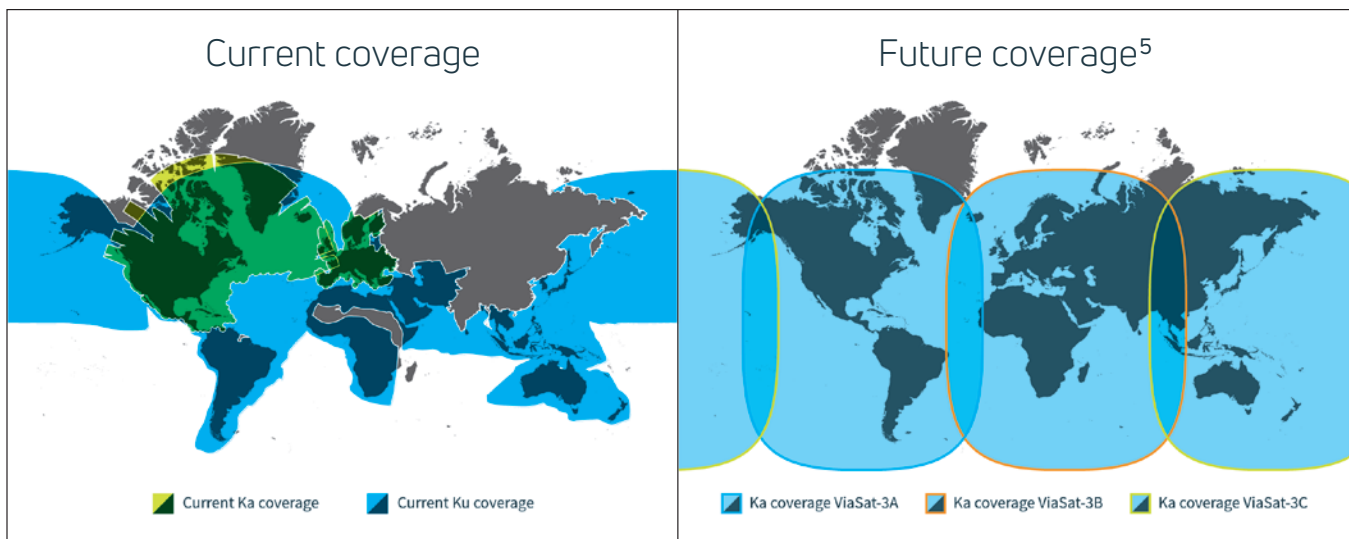 Current coverage
Future coverage⁵
Current Ka coverage
Current Ku coverage
Ka coverage ViaSat-3A
Ka coverage ViaSat-3B
Ka coverage ViaSat-3C